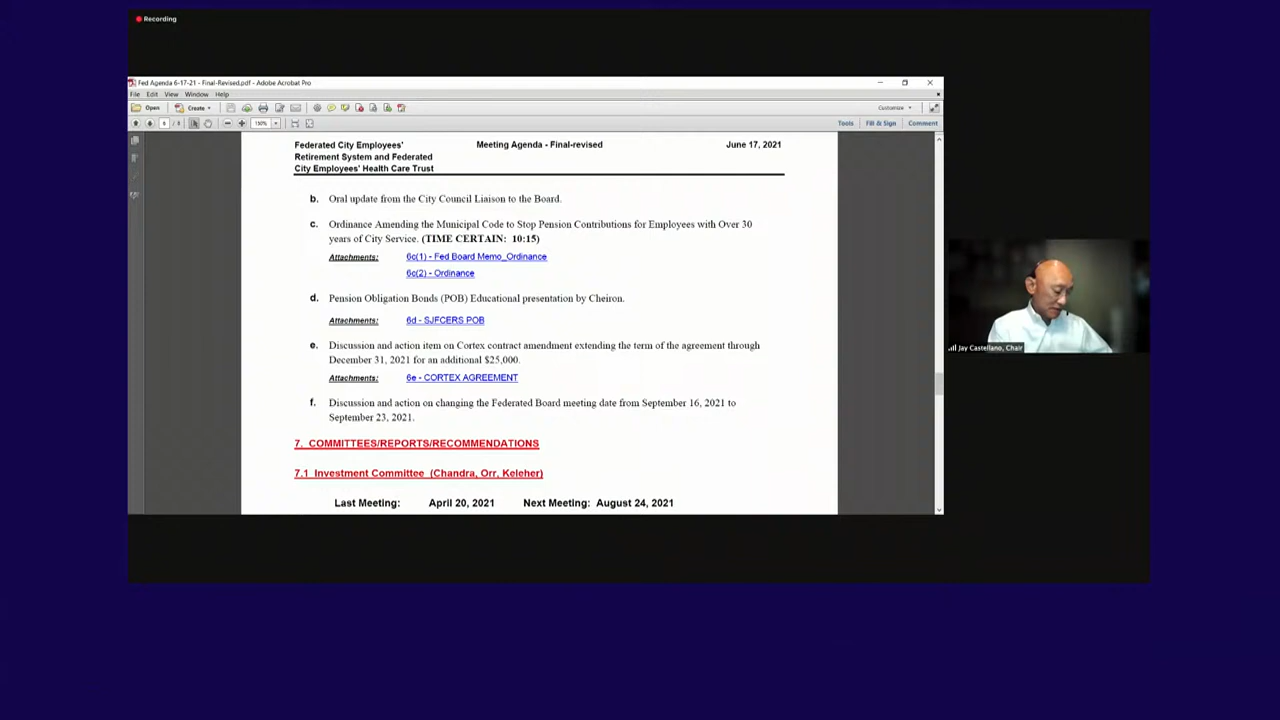 Recording
Fed Agenda 6-17-21 - Final-Revised.pdf - Adobe Acrobat Pro
File Edit View Window Help
Open Create Customize
8 / 8 150% Tools Fill & Sign Comment
Federated City Employees' Meeting Agenda - Final-revised June 17, 2021
Retirement System and Federated
City Employees' Health Care Trust
b. Oral update from the City Council Liaison to the Board.
c. Ordinance Amending the Municipal Code to Stop Pension Contributions for Employees with Over 30
years of City Service. (TIME CERTAIN: 10:15)
Attachments: 6c(1) - Fed Board Memo_Ordinance
6c(2) - Ordinance
d. Pension Obligation Bonds (POB) Educational presentation by Cheiron.
Attachments: 6d - SJFCERS POB
e. Discussion and action item on Cortex contract amendment extending the term of the agreement through
December 31, 2021 for an additional $25,000.
Attachments: 6e - CORTEX AGREEMENT
f. Discussion and action on changing the Federated Board meeting date from September 16, 2021 to
September 23, 2021.
7. COMMITTEES/REPORTS/RECOMMENDATIONS
7.1 Investment Committee (Chandra, Orr, Keleher)
Last Meeting: April 20, 2021 Next Meeting: August 24, 2021
Jay Castellano, Chair